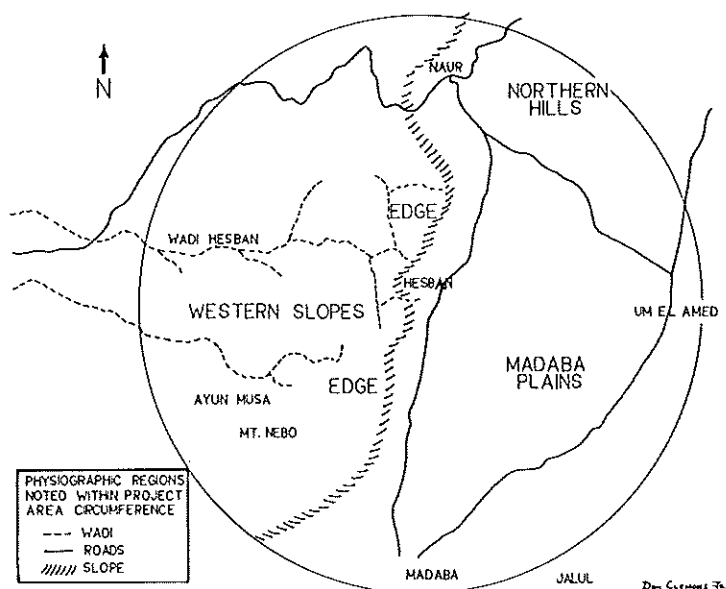 N
NAUR
NORTHERN
HILLS
EDGE
WADI HESBAN
HESBAN
WESTERN SLOPES
UM EL AMED
MADABA
PLAINS
EDGE
AYUN MUSA
MT. NEBO
PHYSIOGRAPHIC REGIONS
NOTED WITHIN PROJECT
AREA CIRCUMFERENCE
WADI
ROADS
SLOPE
MADABA
JALUL